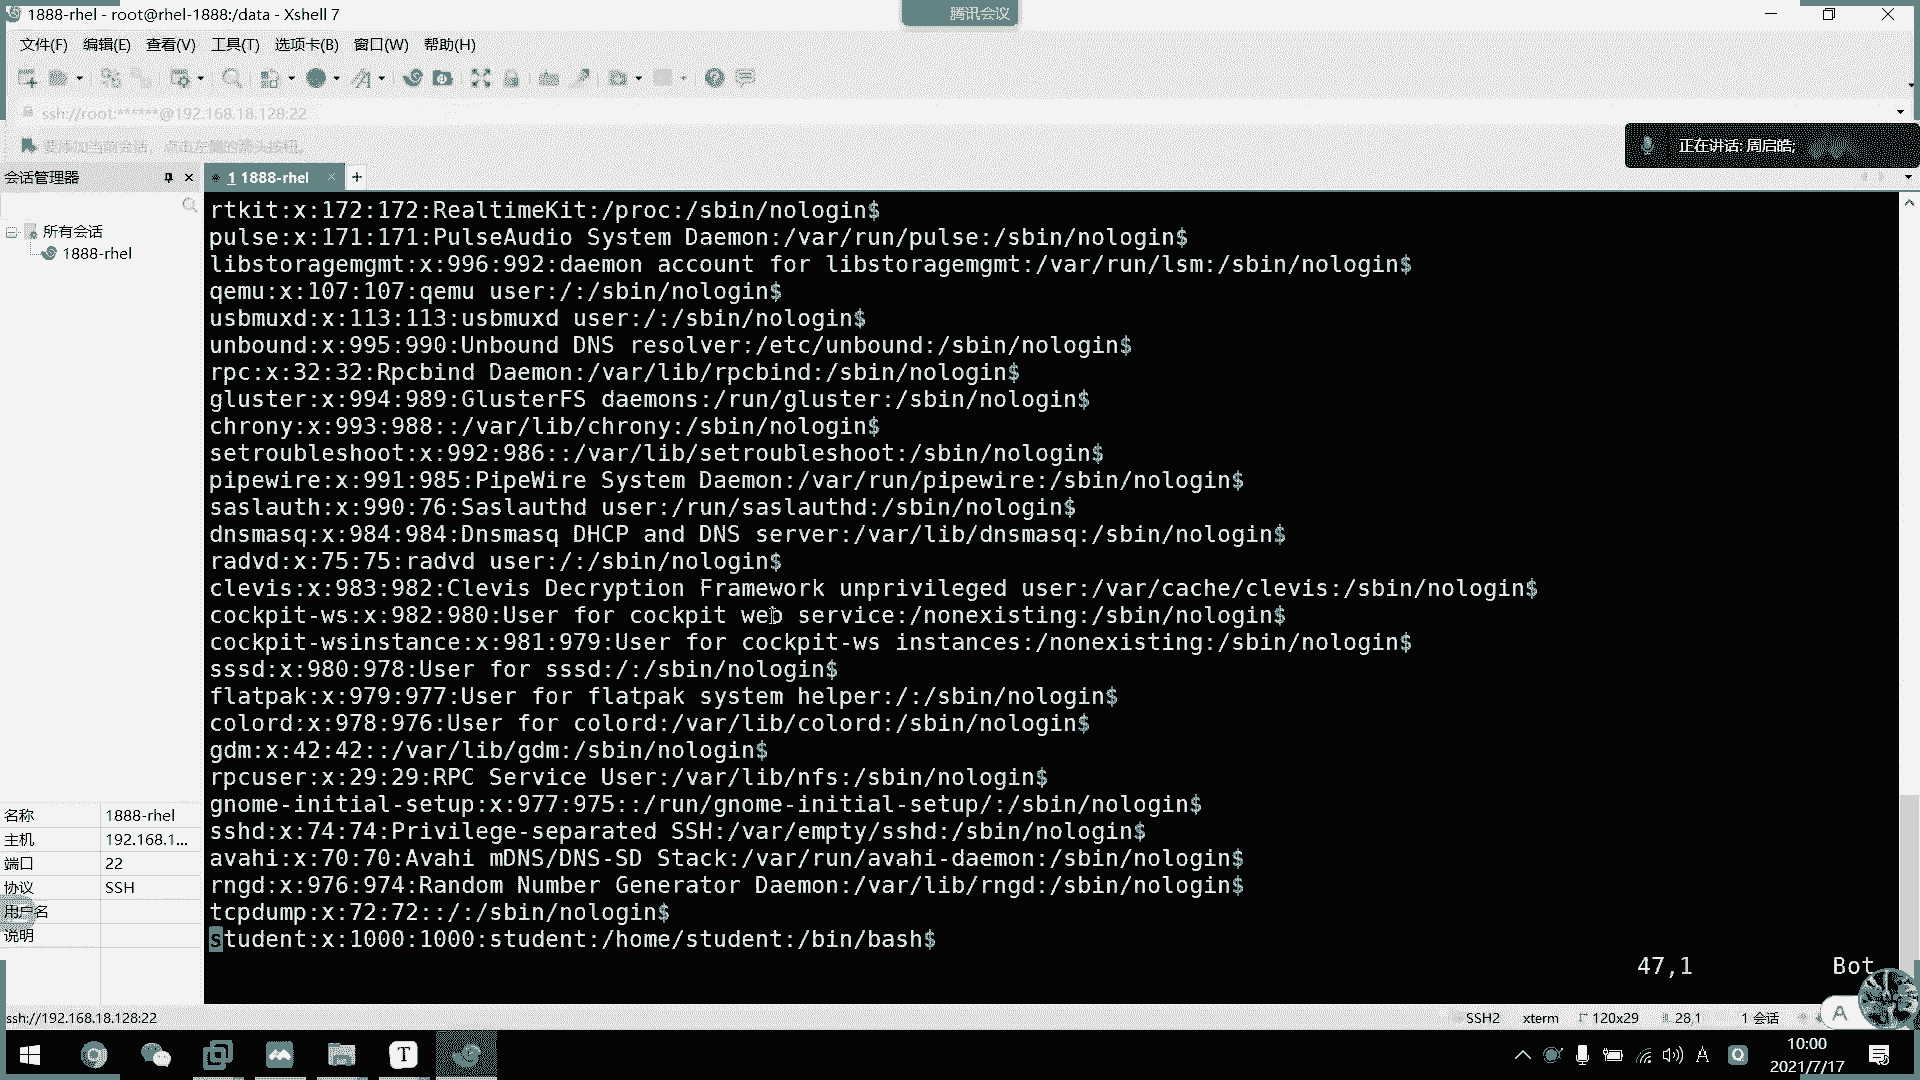 1888-rhel - root@rhel-1888:/data - Xshell 7
腾讯会议
文件(F) 编辑(E) 查看(V) 工具(T) 选项卡(B) 窗口(W) 帮助(H)
ssh://root:******@192.168.18.128:22
要添加当前会话，点击左侧的箭头按钮。
正在讲话: 周启皓;
会话管理器
1 1888-rhel
所有会话
1888-rhel
rtkit:x:172:172:RealtimeKit:/proc:/sbin/nologin$
pulse:x:171:171:PulseAudio System Daemon:/var/run/pulse:/sbin/nologin$
libstoragemgmt:x:996:992:daemon account for libstoragemgmt:/var/run/lsm:/sbin/nologin$
qemu:x:107:107:qemu user:/:/sbin/nologin$
usbmuxd:x:113:113:usbmuxd user:/:/sbin/nologin$
unbound:x:995:990:Unbound DNS resolver:/etc/unbound:/sbin/nologin$
rpc:x:32:32:Rpcbind Daemon:/var/lib/rpcbind:/sbin/nologin$
gluster:x:994:989:GlusterFS daemons:/run/gluster:/sbin/nologin$
chrony:x:993:988::/var/lib/chrony:/sbin/nologin$
setroubleshoot:x:992:986::/var/lib/setroubleshoot:/sbin/nologin$
pipewire:x:991:985:PipeWire System Daemon:/var/run/pipewire:/sbin/nologin$
saslauth:x:990:76:Saslauthd user:/run/saslauthd:/sbin/nologin$
dnsmasq:x:984:984:Dnsmasq DHCP and DNS server:/var/lib/dnsmasq:/sbin/nologin$
radvd:x:75:75:radvd user:/:/sbin/nologin$
clevis:x:983:982:Clevis Decryption Framework unprivileged user:/var/cache/clevis:/sbin/nologin$
cockpit-ws:x:982:980:User for cockpit web service:/nonexisting:/sbin/nologin$
cockpit-wsinstance:x:981:979:User for cockpit-ws instances:/nonexisting:/sbin/nologin$
sssd:x:980:978:User for sssd:/:/sbin/nologin$
flatpak:x:979:977:User for flatpak system helper:/:/sbin/nologin$
colord:x:978:976:User for colord:/var/lib/colord:/sbin/nologin$
gdm:x:42:42::/var/lib/gdm:/sbin/nologin$
rpcuser:x:29:29:RPC Service User:/var/lib/nfs:/sbin/nologin$
gnome-initial-setup:x:977:975::/run/gnome-initial-setup/:/sbin/nologin$
sshd:x:74:74:Privilege-separated SSH:/var/empty/sshd:/sbin/nologin$
avahi:x:70:70:Avahi mDNS/DNS-SD Stack:/var/run/avahi-daemon:/sbin/nologin$
rngd:x:976:974:Random Number Generator Daemon:/var/lib/rngd:/sbin/nologin$
tcpdump:x:72:72::/:/sbin/nologin$
student:x:1000:1000:student:/home/student:/bin/bash$
47,1 Bot
名称 1888-rhel
主机 192.168.1...
端口 22
协议 SSH
用户名
说明
ssh://192.168.18.128:22
SSH2 xterm 120x29 28,1 1 会话
A
T
A
10:00
2021/7/17